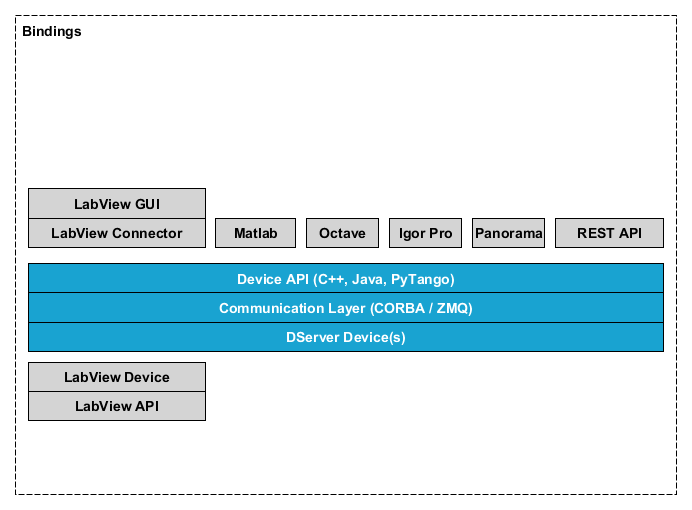 Bindings
LabView GUI
LabView Connector
Matlab
Octave
Igor Pro
Panorama
REST API
Device API (C++, Java, PyTango)
Communication Layer (CORBA / ZMQ)
DServer Device(s)
LabView Device
LabView API